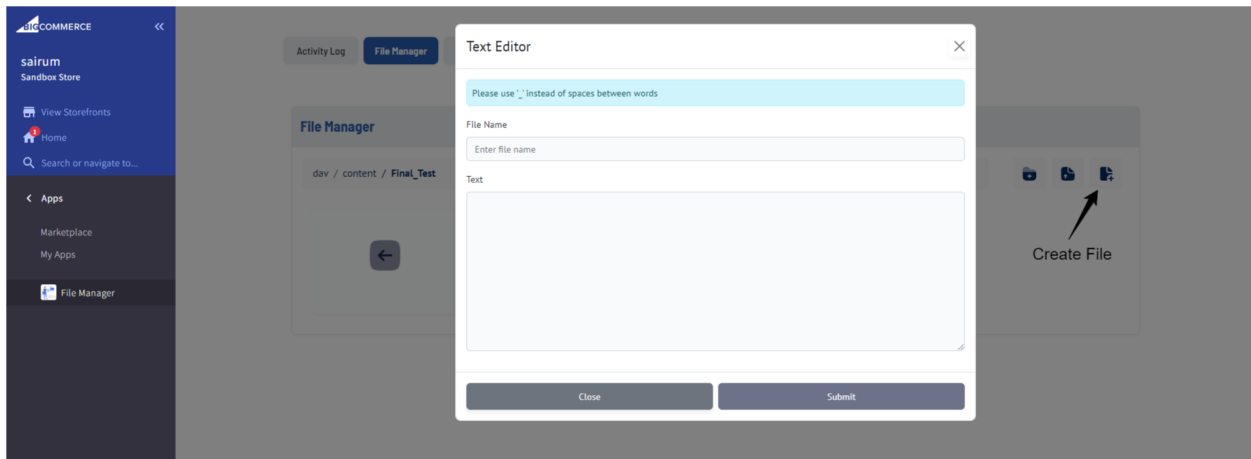 BIGCOMMERCE
sairum
Sandbox Store
View Storefronts
1
Home
Search or navigate to...
Apps
Marketplace
My Apps
File Manager
Activity Log
File Manager
File Manager
dav / content / Final_Test
Text Editor
Please use '_' instead of spaces between words
File Name
Enter file name
Text
Close
Submit
Create File